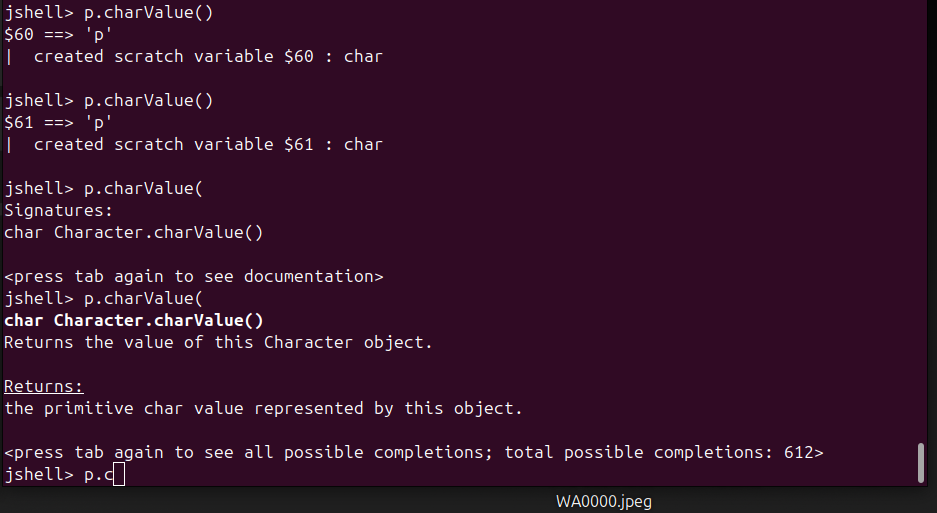 jshell> p.charValue()
$60 ==> 'p'
|  created scratch variable $60 : char
jshell> p.charValue()
$61 ==> 'p'
|  created scratch variable $61 : char
jshell> p.charValue(
Signatures:
char Character.charValue()
<press tab again to see documentation>
jshell> p.charValue(
char Character.charValue()
Returns the value of this Character object.
Returns:
the primitive char value represented by this object.
<press tab again to see all possible completions; total possible completions: 612>
jshell> p.c
WA0000.jpeg